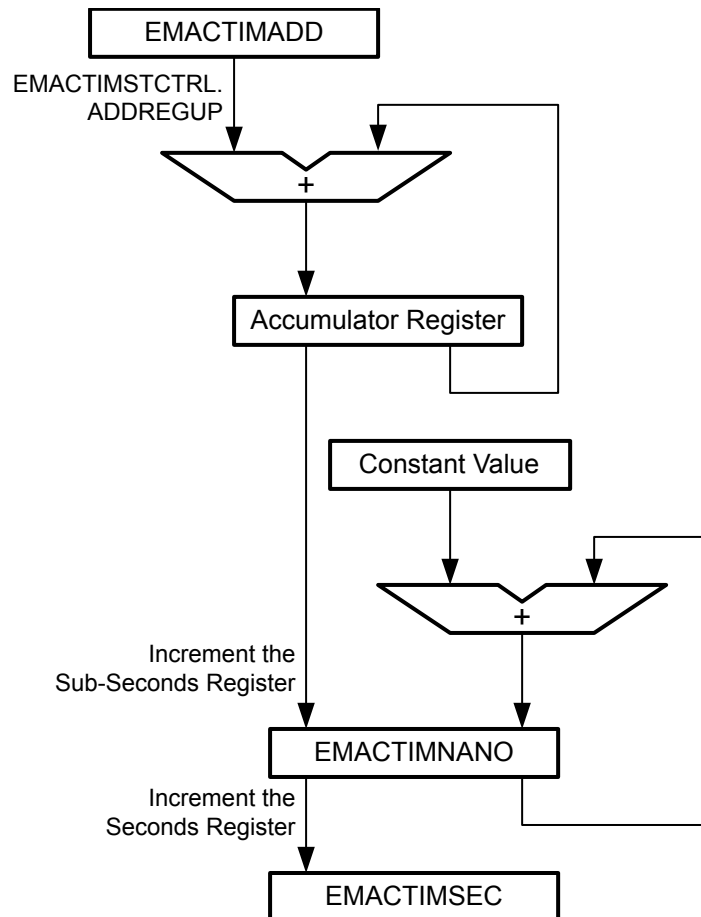 EMACTIMADD
EMACTIMSTCTRL.
ADDREGUP
+
Accumulator Register
Constant Value
+
Increment the
Sub-Seconds Register
EMACTIMNANO
Increment the
Seconds Register
EMACTIMSEC